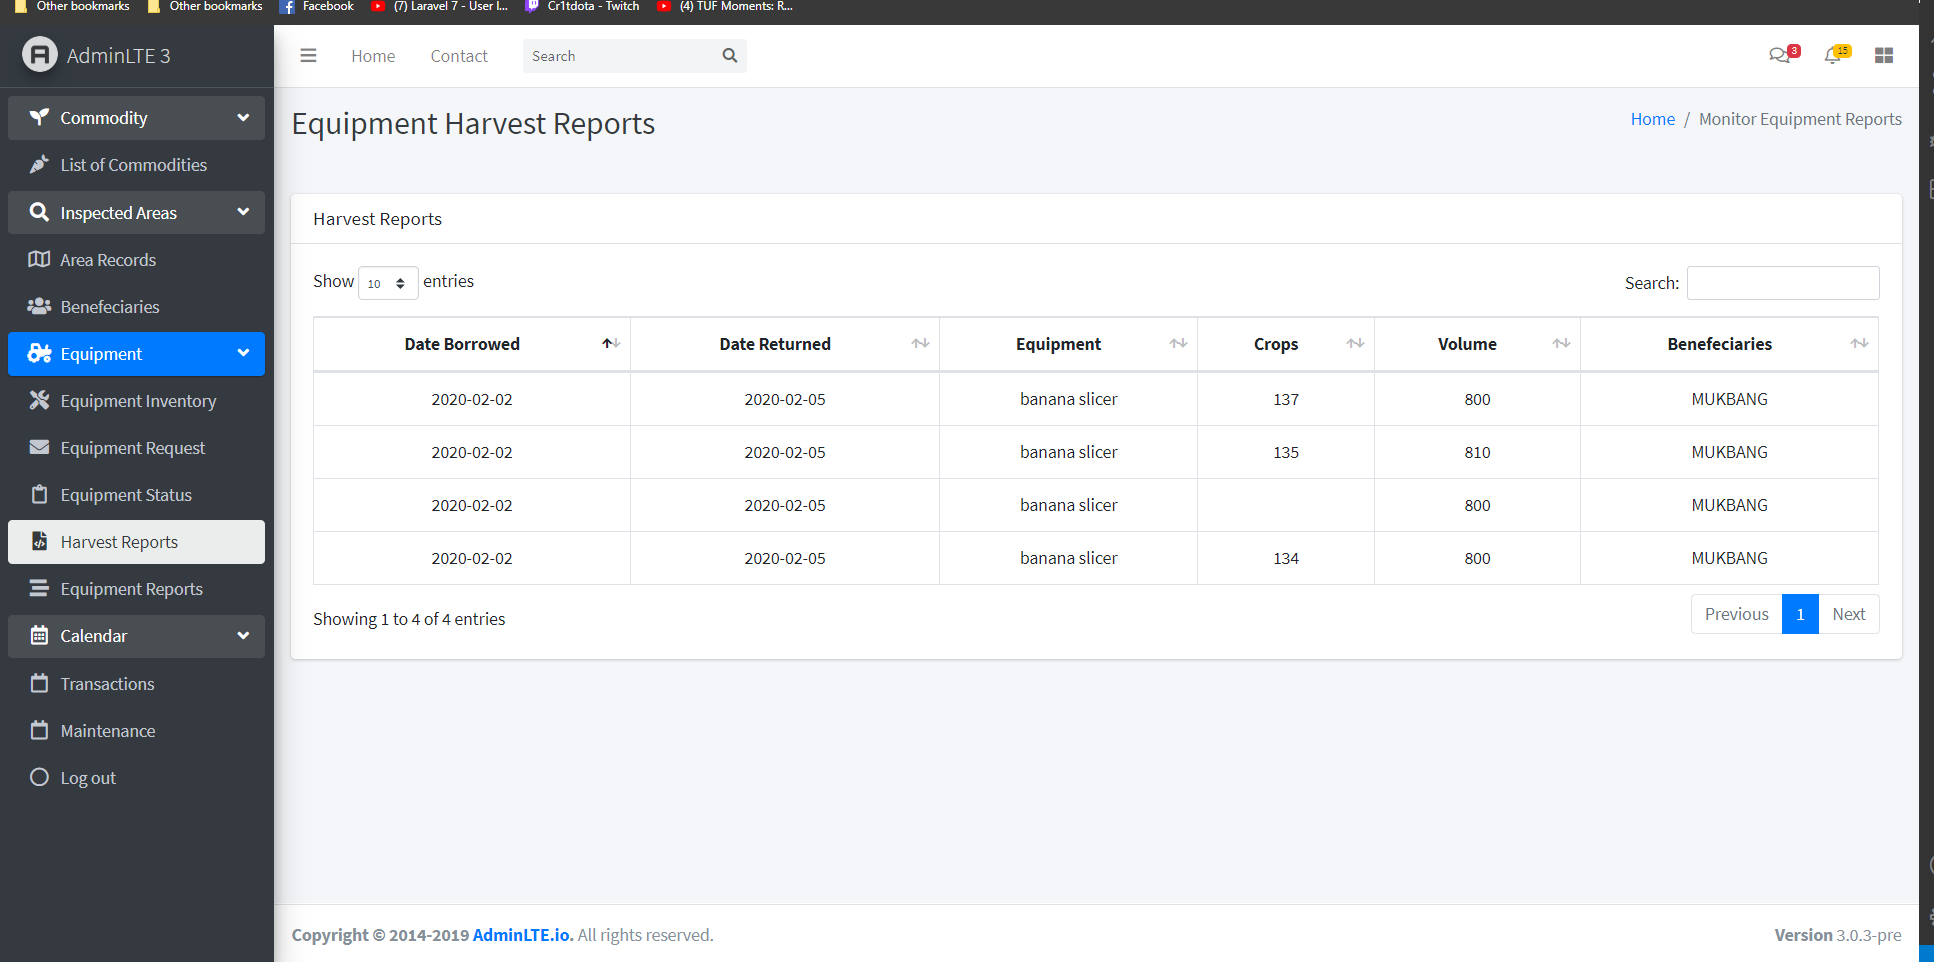 Other bookmarks Other bookmarks Facebook (7) Laravel 7 - User I... Cr1tdota - Twitch (4) TUF Moments: R...
AdminLTE 3
Home Contact Search 3 15
Commodity
List of Commodities
Inspected Areas
Area Records
Benefeciaries
Equipment
Equipment Inventory
Equipment Request
Equipment Status
Harvest Reports
Equipment Reports
Calendar
Transactions
Maintenance
Log out
Equipment Harvest Reports
Home / Monitor Equipment Reports
Harvest Reports
Show 10 entries Search:
Date Borrowed Date Returned Equipment Crops Volume Benefeciaries
2020-02-02 2020-02-05 banana slicer 137 800 MUKBANG
2020-02-02 2020-02-05 banana slicer 135 810 MUKBANG
2020-02-02 2020-02-05 banana slicer 800 MUKBANG
2020-02-02 2020-02-05 banana slicer 134 800 MUKBANG
Showing 1 to 4 of 4 entries Previous 1 Next
Copyright © 2014-2019 AdminLTE.io. All rights reserved. Version 3.0.3-pre